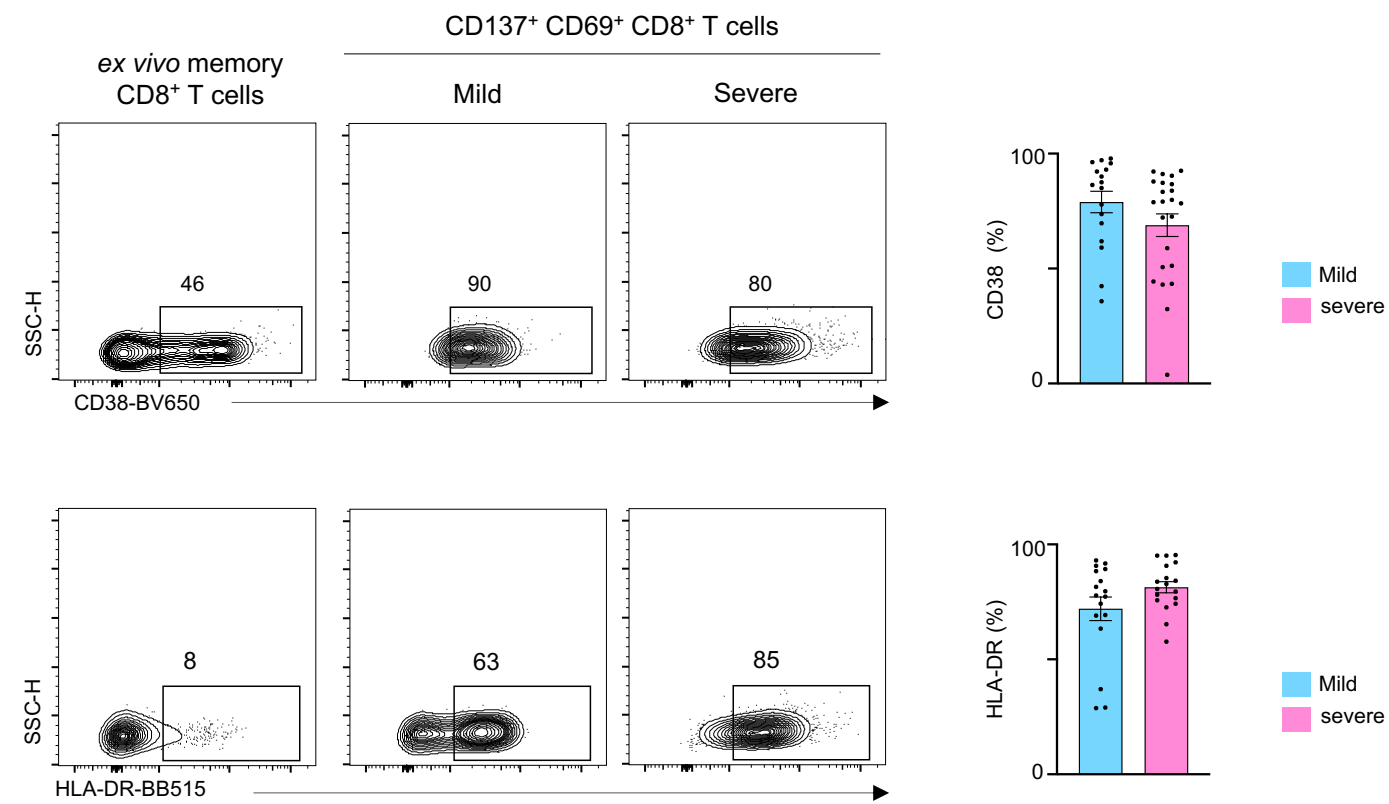 CD137⁺ CD69⁺ CD8⁺ T cells
ex vivo memory
CD8⁺ T cells
Mild
Severe
46
90
80
SSC-H
CD38-BV650
100
0
CD38 (%)
Mild
severe
8
63
85
SSC-H
HLA-DR-BB515
100
0
HLA-DR (%)
Mild
severe